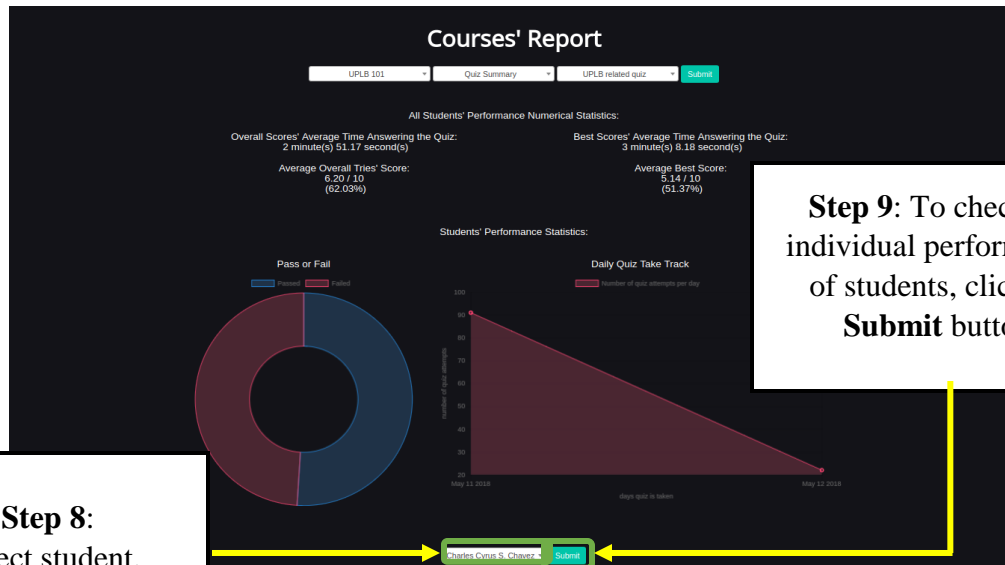 Courses' Report
UPLB 101 Quiz Summary UPLB related quiz Submit
All Students' Performance Numerical Statistics:
Overall Scores' Average Time Answering the Quiz:
2 minute(s) 51.17 second(s)
Best Scores' Average Time Answering the Quiz:
3 minute(s) 8.18 second(s)
Average Overall Tries' Score:
6.20 / 10
(62.03%)
Average Best Score:
5.14 / 10
(51.37%)
Step 9: To chec
individual perfor
of students, clic
Submit butto
Students' Performance Statistics:
Pass or Fail
Passed Failed
Daily Quiz Take Track
Number of quiz attempts per day
100
90
80
70
60
50
40
30
20
number of quiz attempts
May 11 2018 May 12 2018
days quiz is taken
Step 8:
ect student.
Charles Cyrus S. Chavez Submit